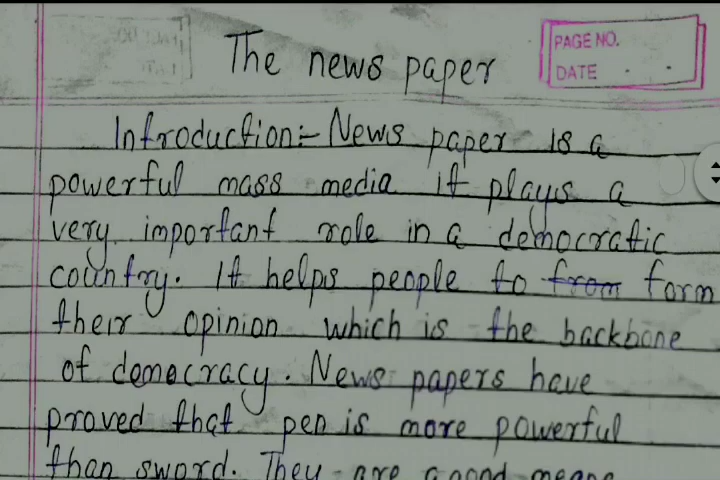 The news paper
PAGE NO.
DATE
Introduction:- News paper is a
powerful mass media it plays a
very important role in a democratic
country. It helps people to from form
their opinion which is the backbone
of democracy. News papers have
proved that pen is more powerful
than sword. They are a good means